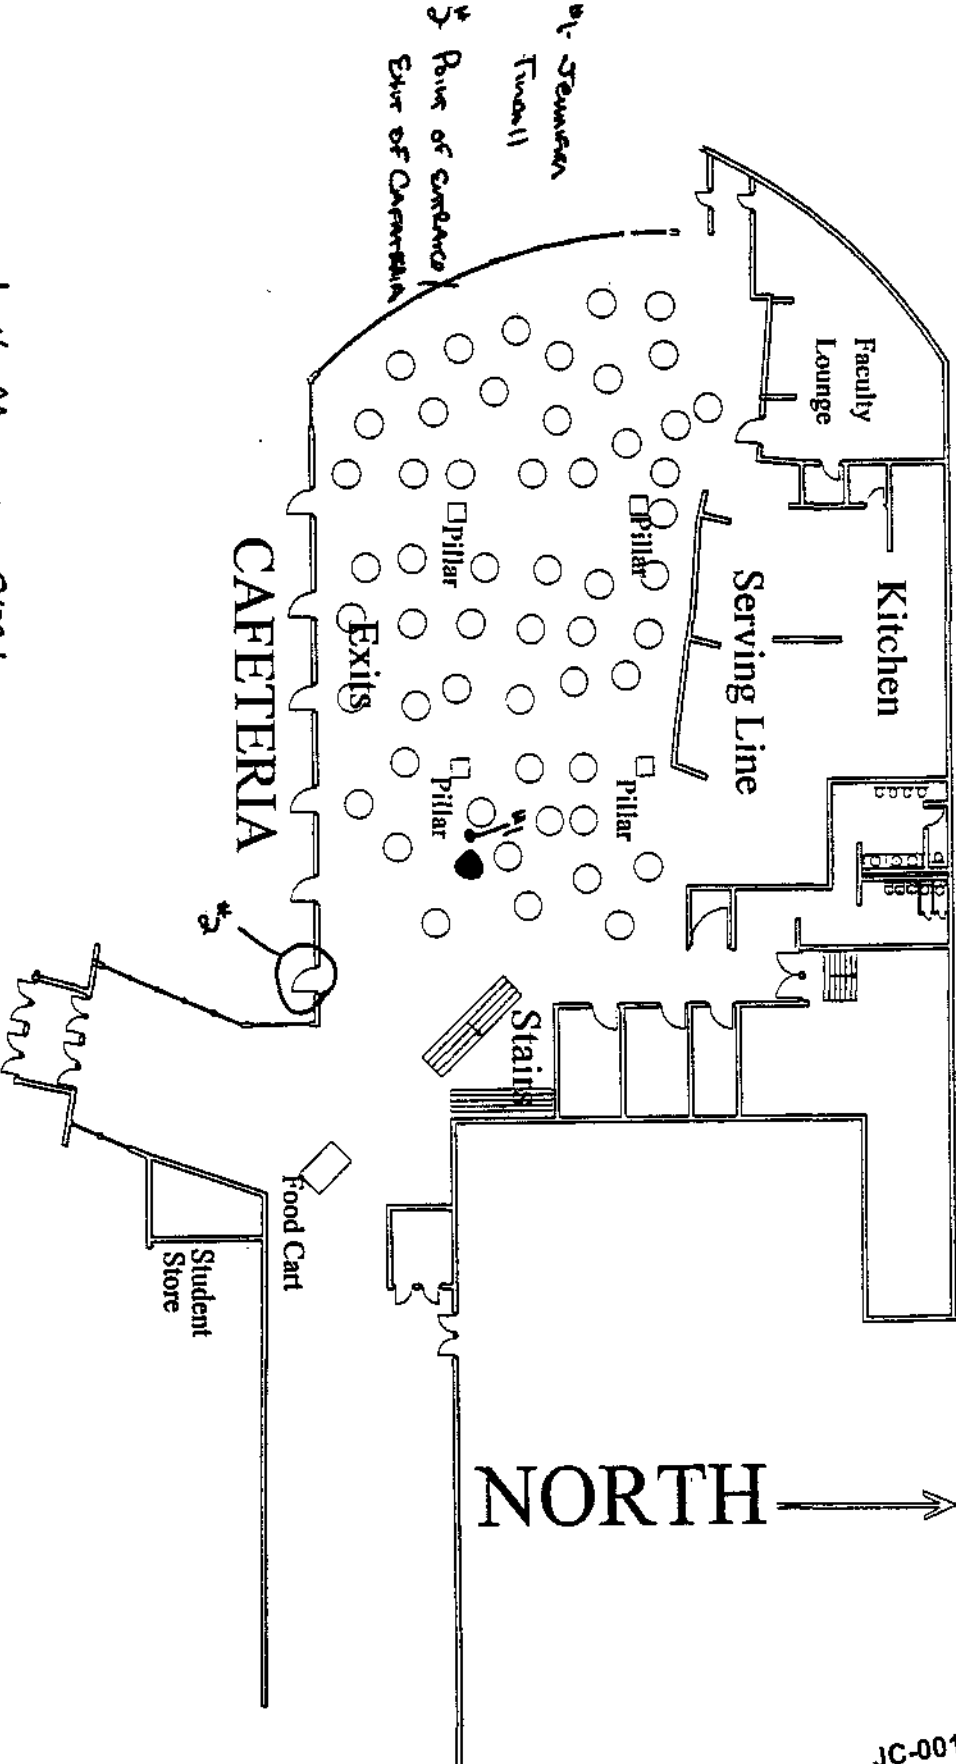 #1- Jennifer
Tindall
#2 Point of entrance/
Exit of Cafeteria
Faculty
Lounge
Kitchen
Serving Line
Pillar
Pillar
Exits
CAFETERIA
Pillar
Pillar
#1
#2
Stairs
Food Cart
Student
Store
NORTH
JC-001